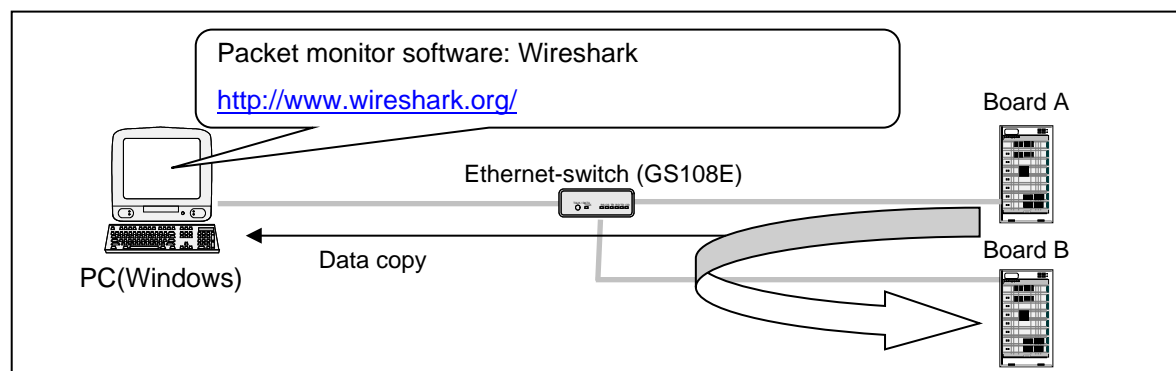 Packet monitor software: Wireshark
http://www.wireshark.org/
Board A
Ethernet-switch (GS108E)
Data copy
Board B
PC(Windows)